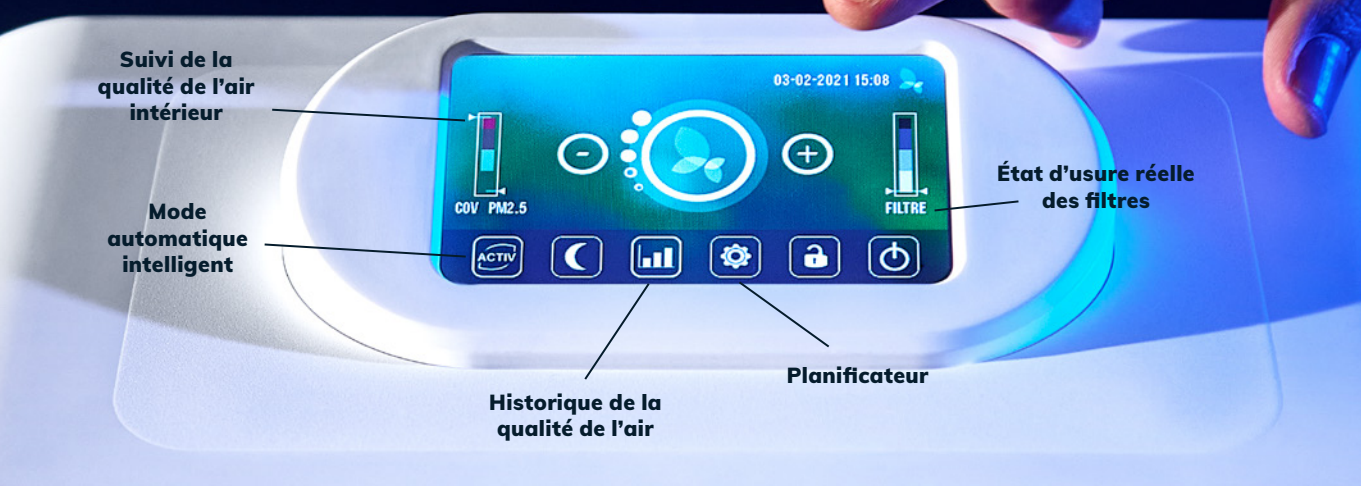 Suivi de la
qualité de l’air
intérieur
Mode
automatique
intelligent
03-02-2021 15:08
-
+
COV PM2.5
FILTRE
ACTIV
État d’usure réelle
des filtres
Historique de la
qualité de l’air
Planificateur